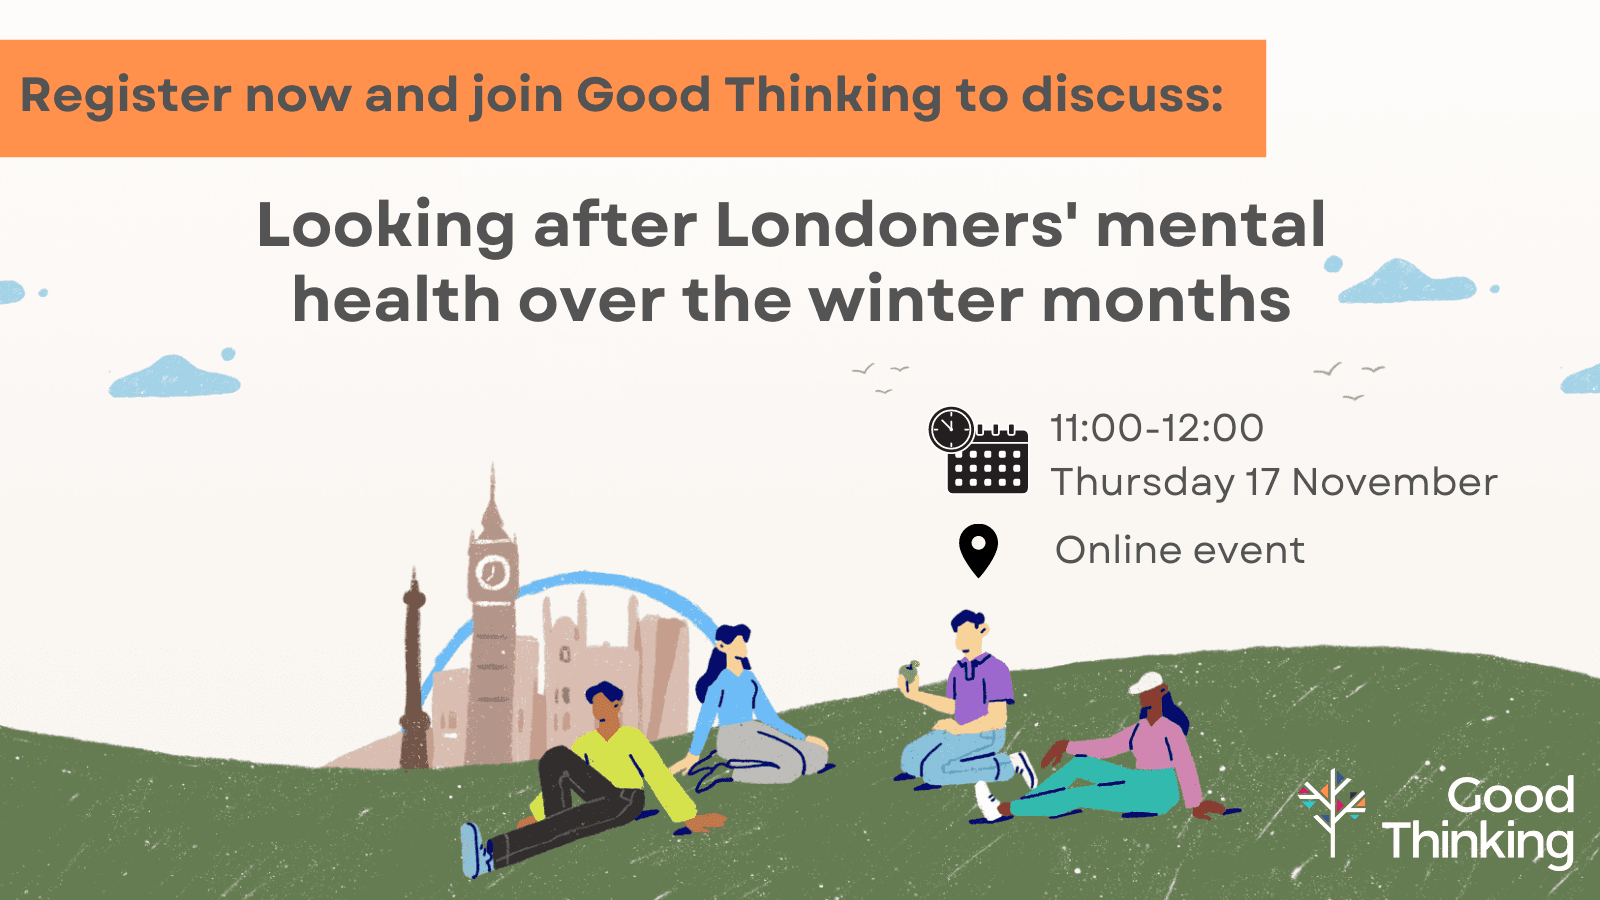 Register now and join Good Thinking to discuss:
Looking after Londoners' mental
health over the winter months
11:00-12:00
Thursday 17 November
Online event
Good
Thinking